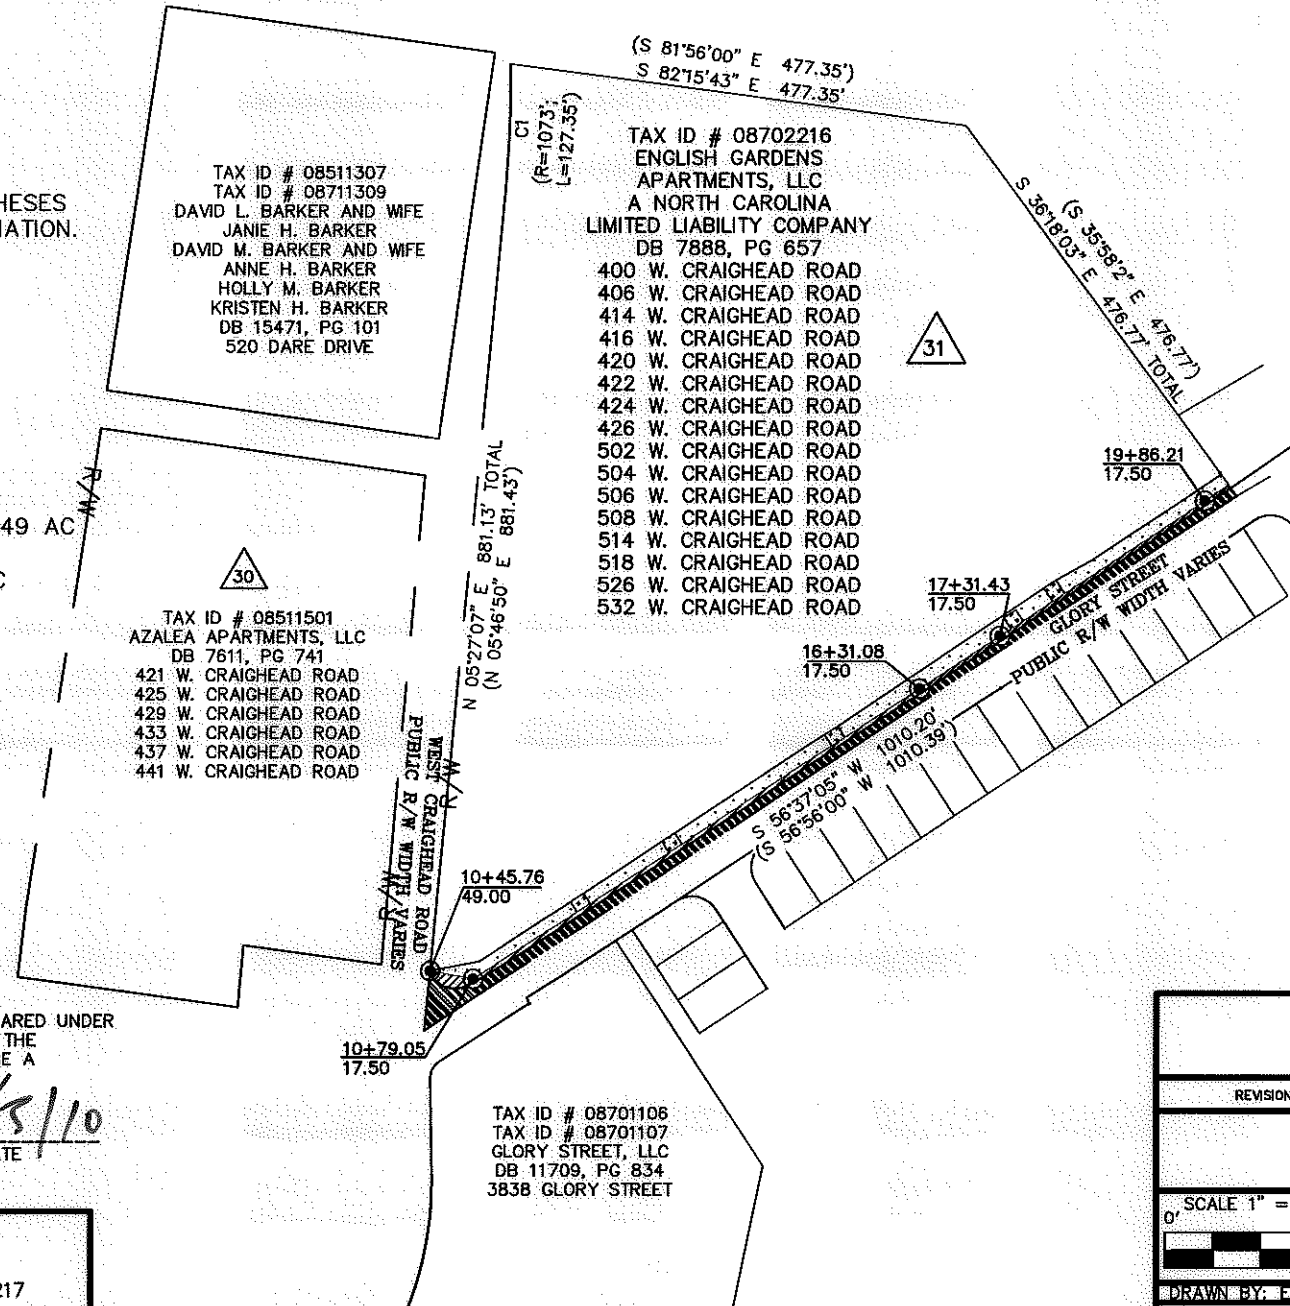 (S 81°56'00" E 477.35')
S 82°15'43" E 477.35'
C1
(R=1073';
L=127.35')
TAX ID # 08702216
ENGLISH GARDENS
APARTMENTS, LLC
A NORTH CAROLINA
LIMITED LIABILITY COMPANY
DB 7888, PG 657
400 W. CRAIGHEAD ROAD
406 W. CRAIGHEAD ROAD
414 W. CRAIGHEAD ROAD
416 W. CRAIGHEAD ROAD
420 W. CRAIGHEAD ROAD
422 W. CRAIGHEAD ROAD
424 W. CRAIGHEAD ROAD
426 W. CRAIGHEAD ROAD
502 W. CRAIGHEAD ROAD
504 W. CRAIGHEAD ROAD
506 W. CRAIGHEAD ROAD
508 W. CRAIGHEAD ROAD
514 W. CRAIGHEAD ROAD
518 W. CRAIGHEAD ROAD
526 W. CRAIGHEAD ROAD
532 W. CRAIGHEAD ROAD
31
(S 35°58'2" E 476.77')
S 36°18'03" E 476.77' TOTAL
TAX ID # 08511307
TAX ID # 08711309
DAVID L. BARKER AND WIFE
JANIE H. BARKER
DAVID M. BARKER AND WIFE
ANNE H. BARKER
HOLLY M. BARKER
KRISTEN H. BARKER
DB 15471, PG 101
520 DARE DRIVE
HESES
IATION.
R/W
49 AC
C
30
TAX ID # 08511501
AZALEA APARTMENTS, LLC
DB 7611, PG 741
421 W. CRAIGHEAD ROAD
425 W. CRAIGHEAD ROAD
429 W. CRAIGHEAD ROAD
433 W. CRAIGHEAD ROAD
437 W. CRAIGHEAD ROAD
441 W. CRAIGHEAD ROAD
N 05°27'07" E 881.13' TOTAL
(N 05°46'50" E 881.43')
WEST CRAIGHEAD ROAD
PUBLIC R/W WIDTH VARIES
R/W
R/W
19+86.21
17.50
17+31.43
17.50
16+31.08
17.50
GLORY STREET
PUBLIC R/W WIDTH VARIES
S 56°37'05" W 1010.20'
(S 56°56'00" W 1010.39')
10+45.76
49.00
10+79.05
17.50
ARED UNDER
THE
E A
5/10
TE
TAX ID # 08701106
TAX ID # 08701107
GLORY STREET, LLC
DB 11709, PG 834
3838 GLORY STREET
217
REVISION
SCALE 1" =
0'
DRAWN BY: E